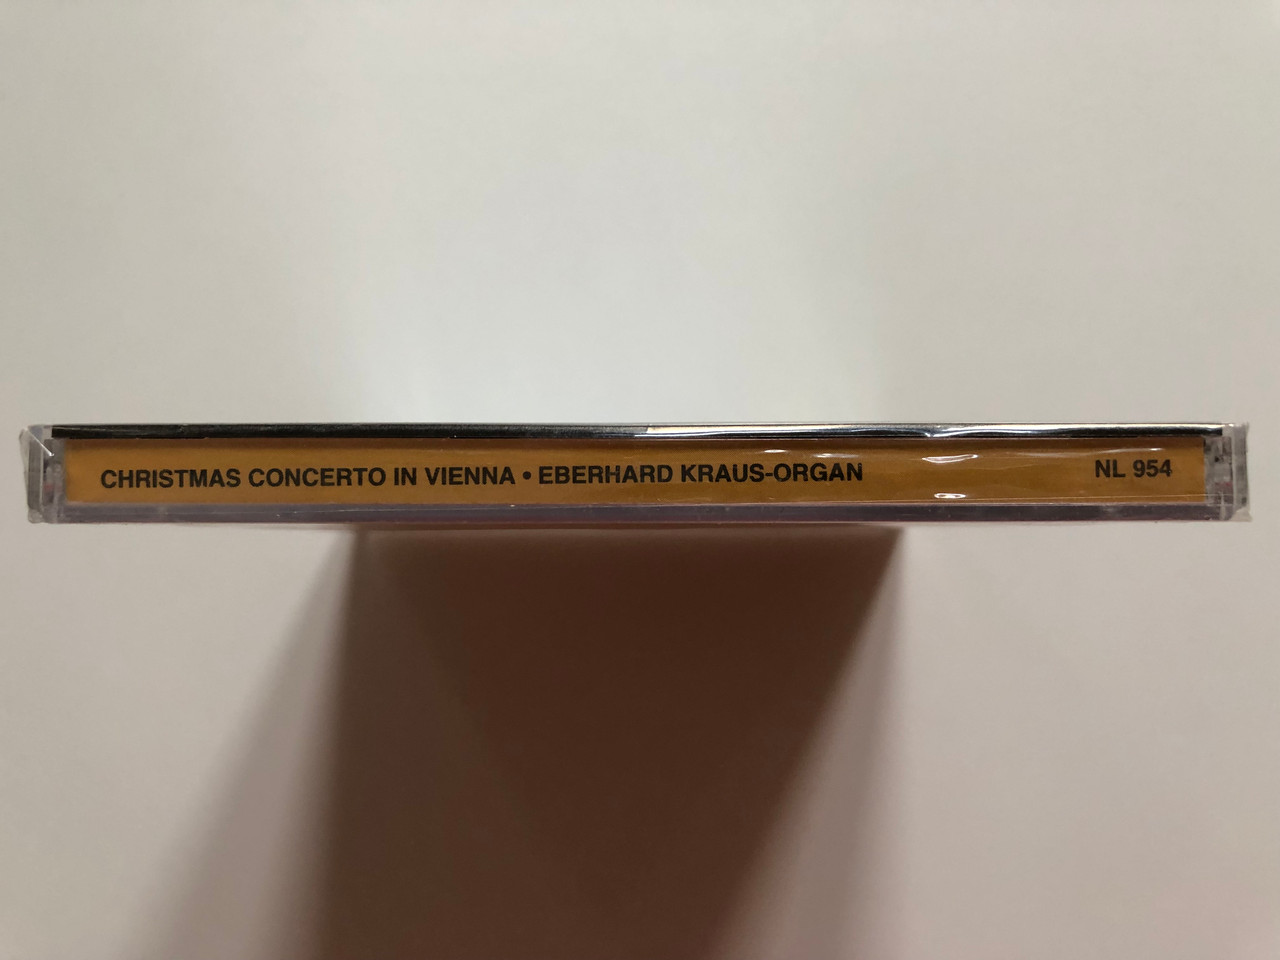 CHRISTMAS CONCERTO IN VIENNA • EBERHARD KRAUS-ORGAN NL 954